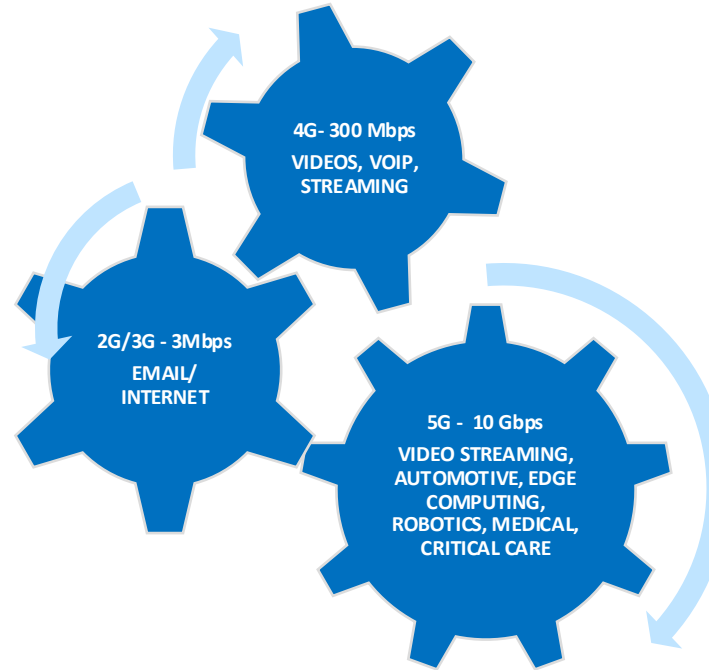 4G- 300 Mbps
VIDEOS, VOIP,
STREAMING
2G/3G - 3Mbps
EMAIL/
INTERNET
5G -  10 Gbps
VIDEO STREAMING,
AUTOMOTIVE, EDGE
COMPUTING,
ROBOTICS, MEDICAL,
CRITICAL CARE